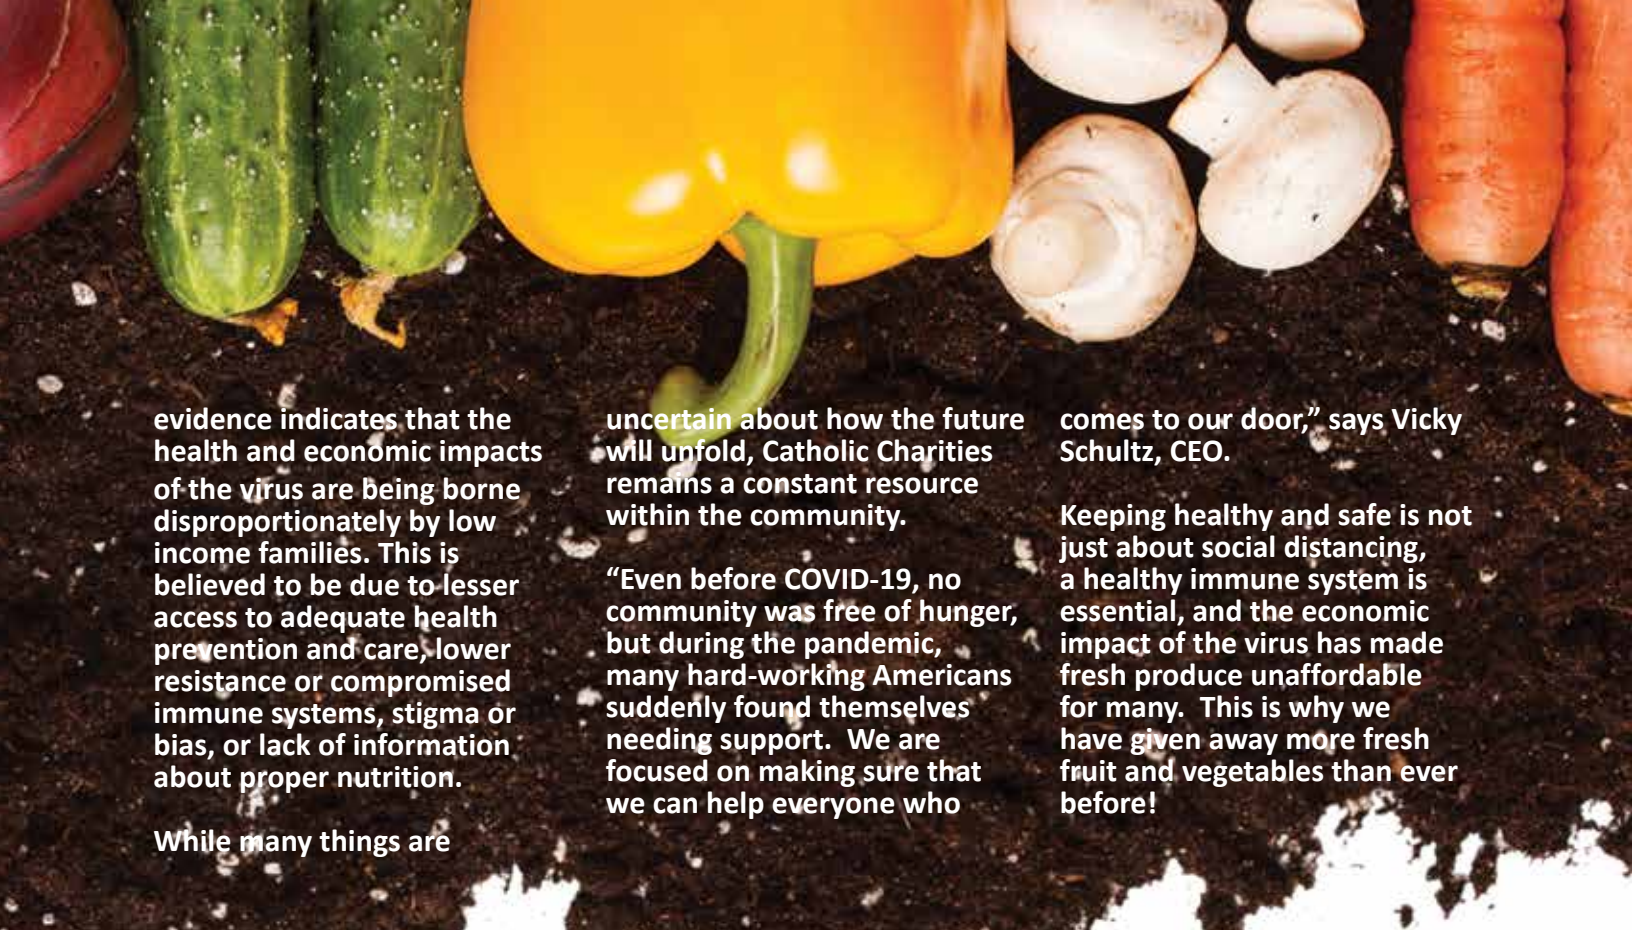 evidence indicates that the
health and economic impacts
of the virus are being borne
disproportionately by low
income families. This is
believed to be due to lesser
access to adequate health
prevention and care, lower
resistance or compromised
immune systems, stigma or
bias, or lack of information
about proper nutrition.
While many things are
uncertain about how the future
will unfold, Catholic Charities
remains a constant resource
within the community.
“Even before COVID-19, no
community was free of hunger,
but during the pandemic,
many hard-working Americans
suddenly found themselves
needing support.  We are
focused on making sure that
we can help everyone who
comes to our door,” says Vicky
Schultz, CEO.
Keeping healthy and safe is not
just about social distancing,
a healthy immune system is
essential, and the economic
impact of the virus has made
fresh produce unaffordable
for many.  This is why we
have given away more fresh
fruit and vegetables than ever
before!